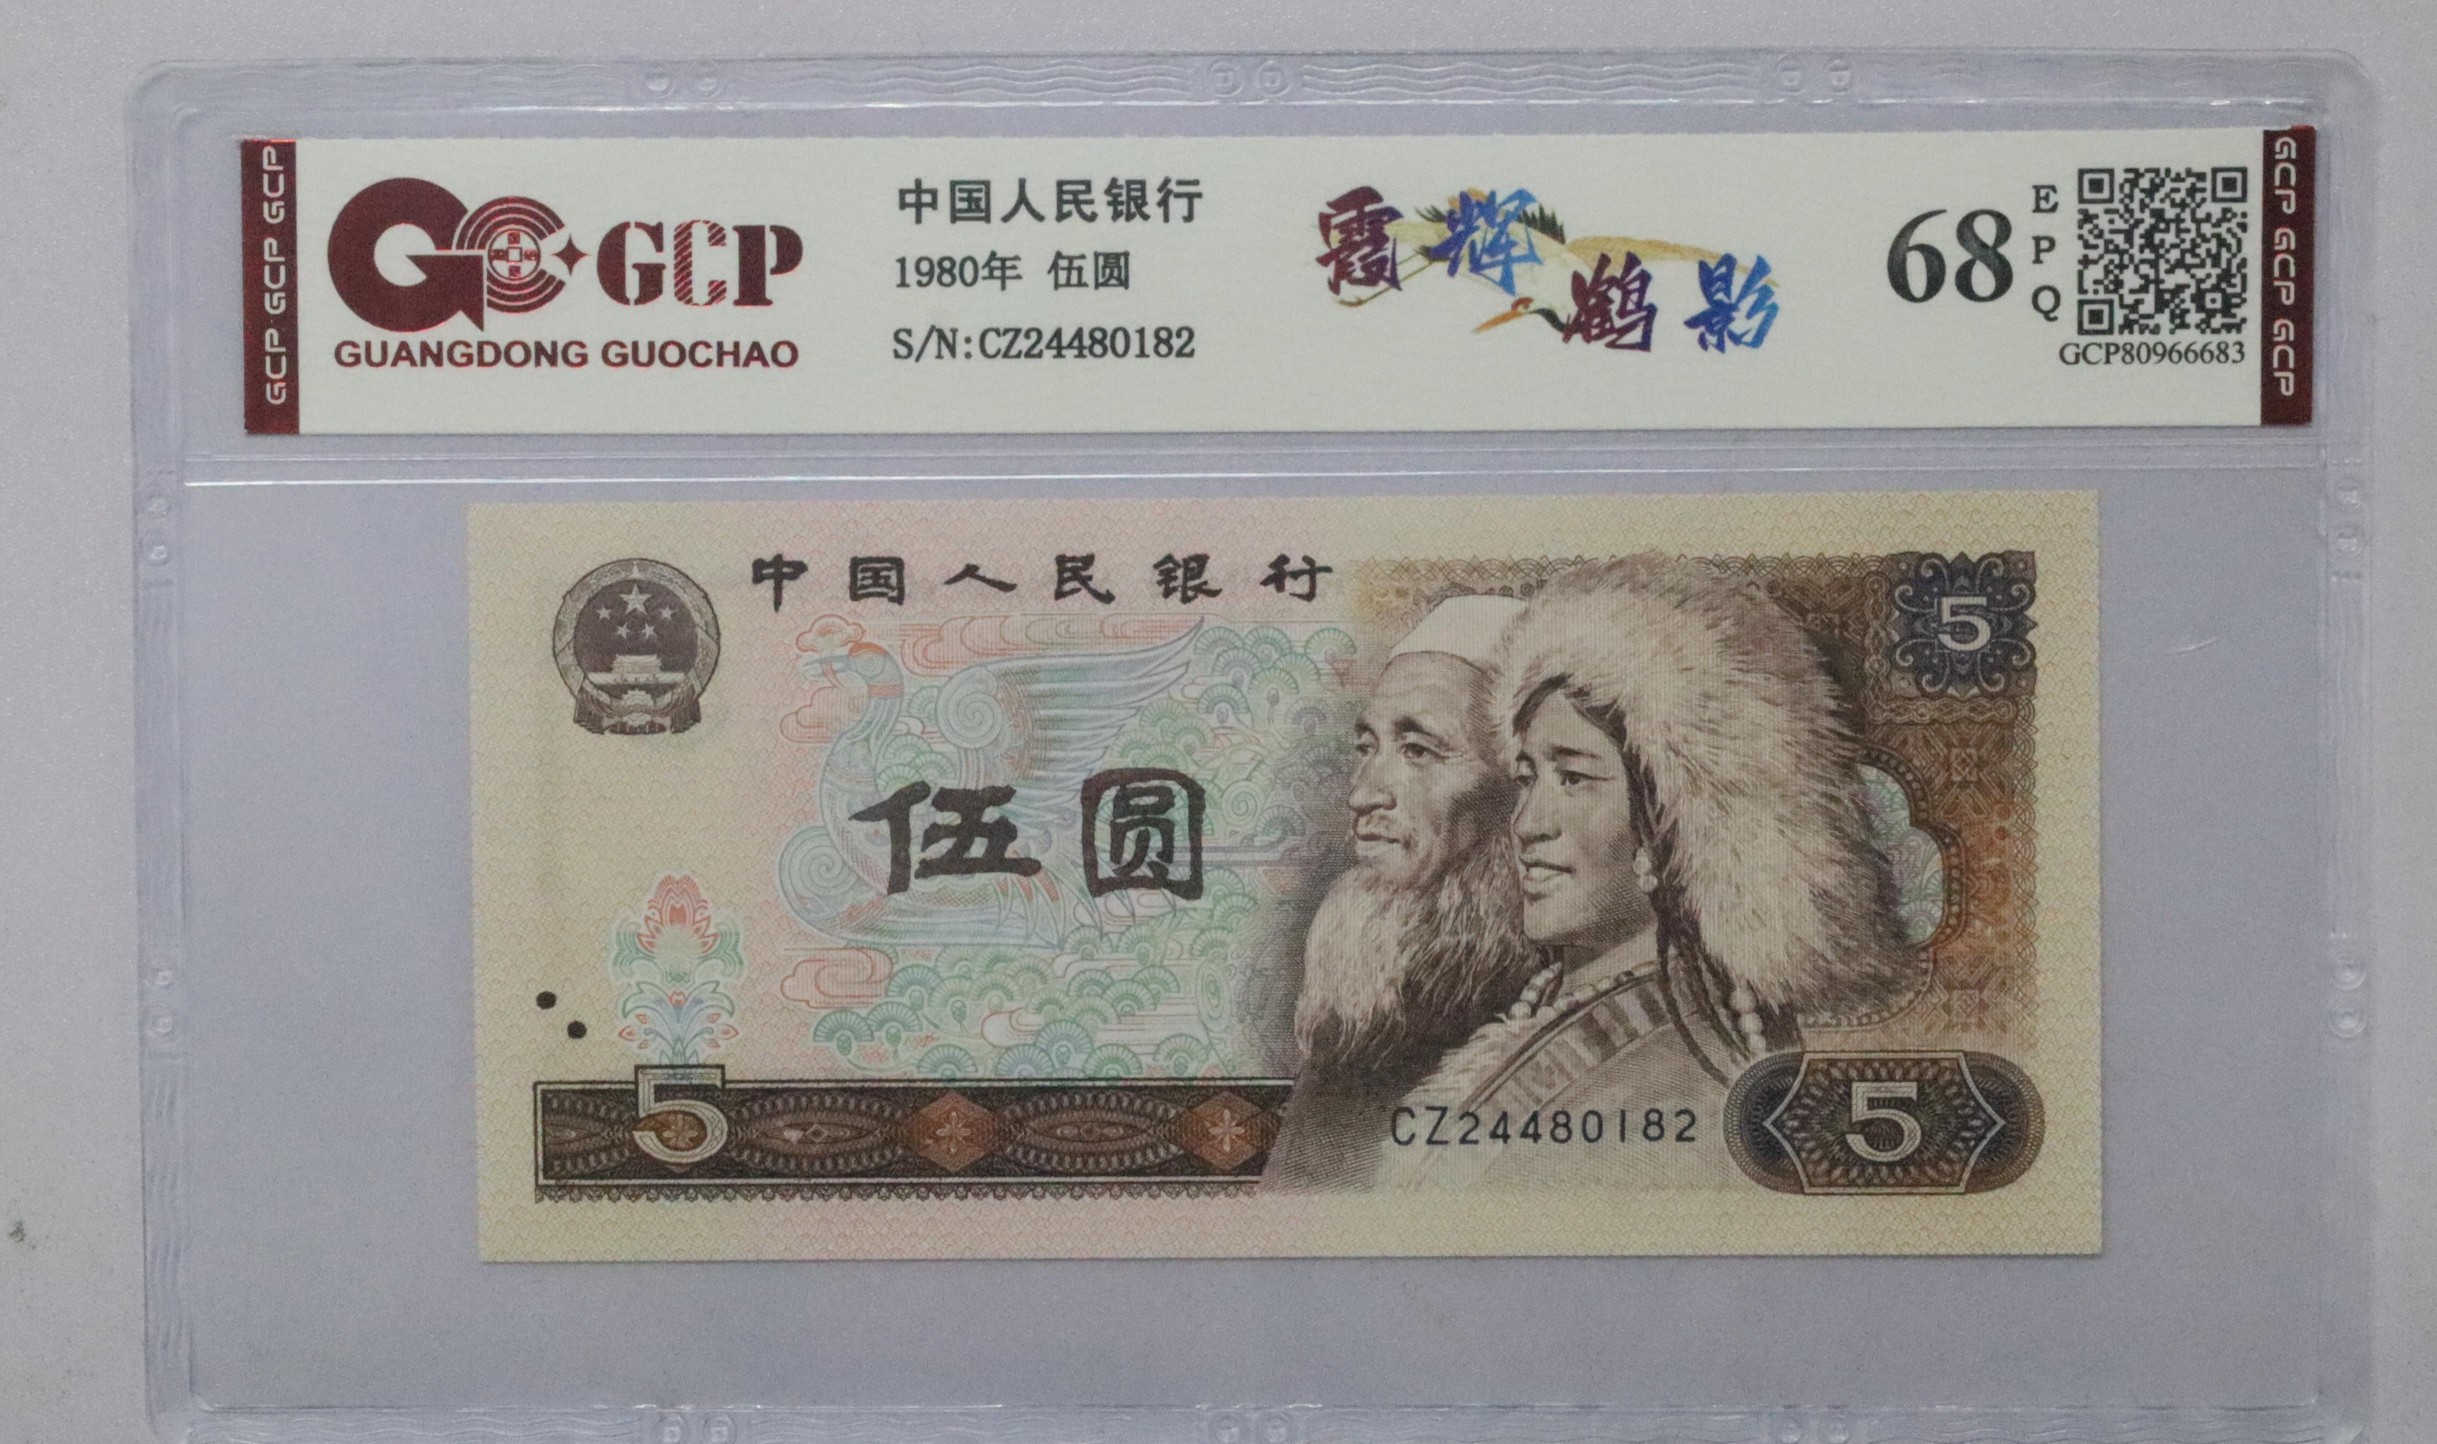 GCP GCP GCP GCP
GCP
GUANGDONG GUOCHAO
中国人民银行
1980年 伍圆
S/N:CZ24480182
霞辉
鹤影
68
E
P
Q
GCP80966683
GCP GCP GCP GCP
中国人民银行
5
伍圆
5
CZ24480182
5